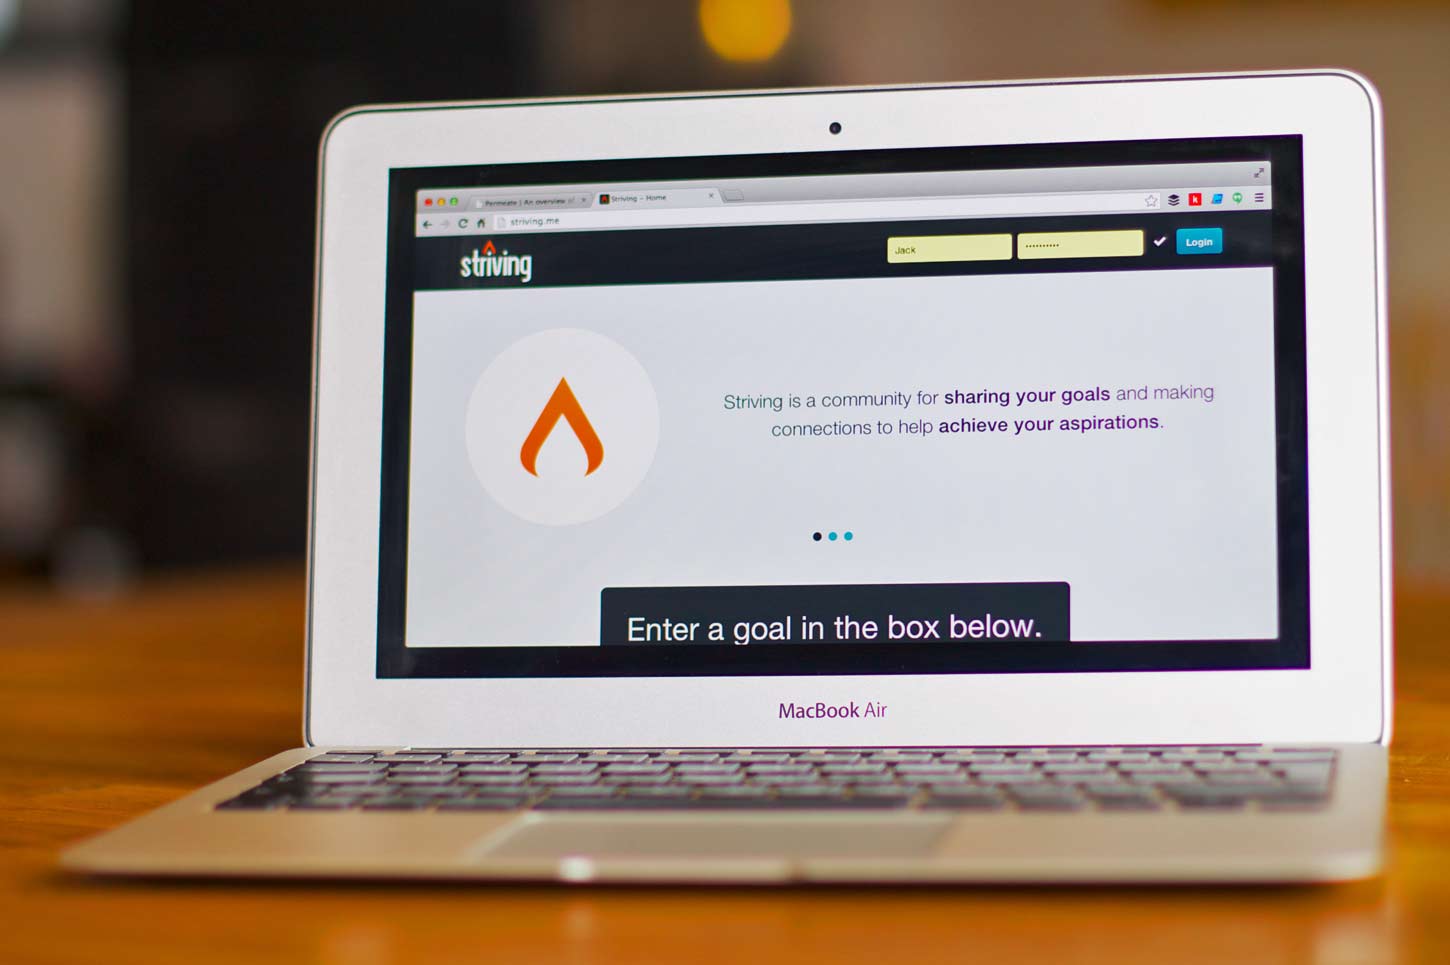 Permeate | An overview of
Striving – Home
striving.me
striving
Jack
Login
Striving is a community for sharing your goals and making
connections to help achieve your aspirations.
Enter a goal in the box below.
MacBook Air